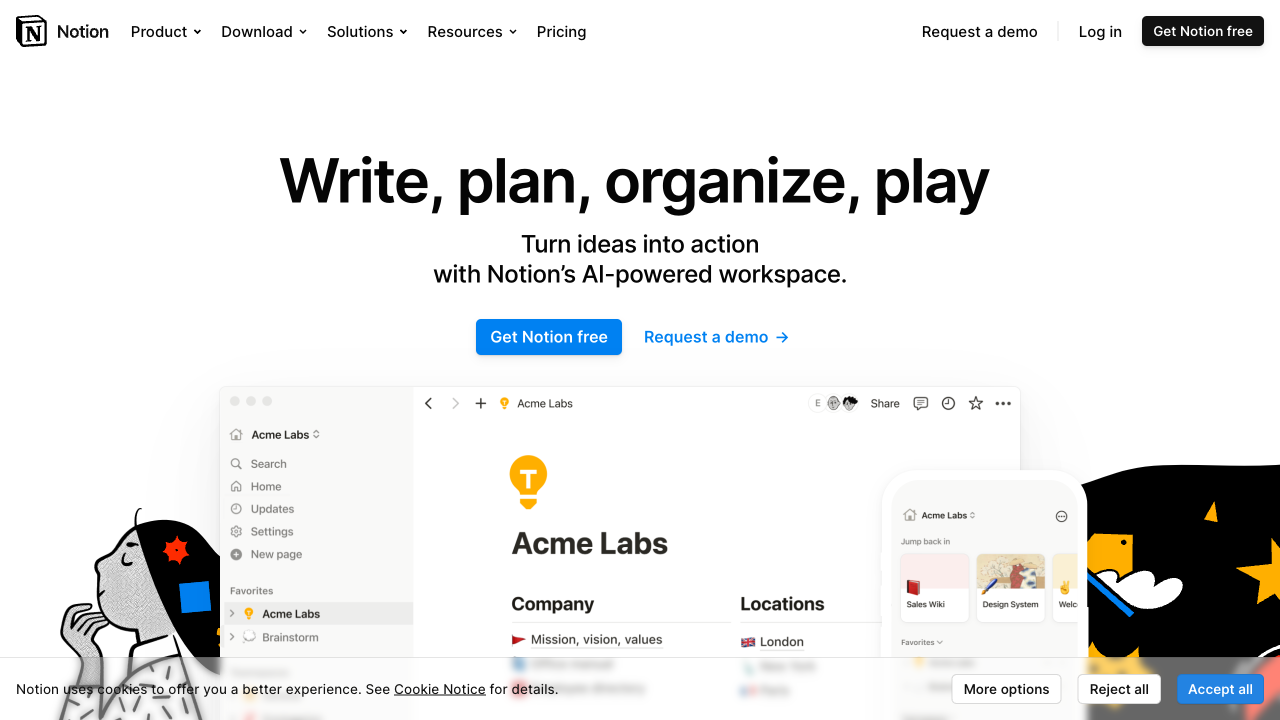 Notion
Product
Download
Solutions
Resources
Pricing
Request a demo
Log in
Get Notion free
Write, plan, organize, play
Turn ideas into action
with Notion’s AI-powered workspace.
Get Notion free
Request a demo →
Acme Labs
Search
Home
Updates
Settings
New page
Favorites
Acme Labs
Brainstorm
Acme Labs
E
Share
Acme Labs
Company
Mission, vision, values
Locations
London
Acme Labs
Jump back in
Sales Wiki
Design System
Welc
Favorites
Notion uses cookies to offer you a better experience. See Cookie Notice for details.
More options
Reject all
Accept all